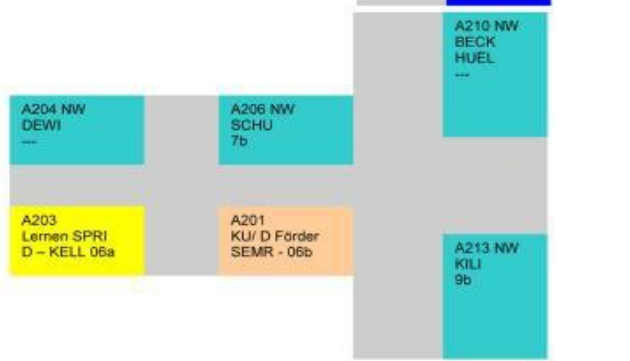 A210 NW
BECK
HUEL
---
A204 NW
DEWI
---
A206 NW
SCHU
7b
A203
Lernen SPRI
D – KELL 06a
A201
KU/ D Förder
SEMR - 06b
A213 NW
KILI
9b